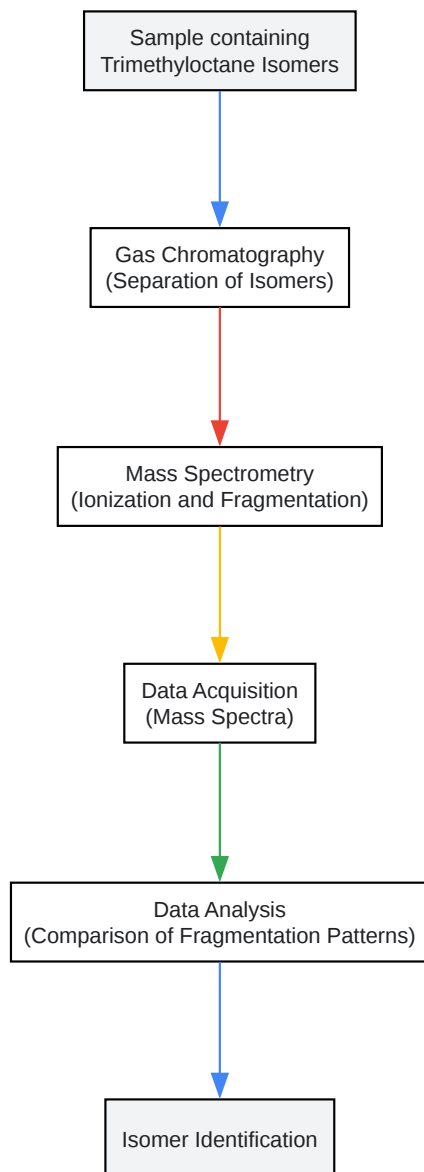 Sample containing
Trimethyloctane Isomers
Gas Chromatography
(Separation of Isomers)
Mass Spectrometry
(Ionization and Fragmentation)
Data Acquisition
(Mass Spectra)
Data Analysis
(Comparison of Fragmentation Patterns)
Isomer Identification